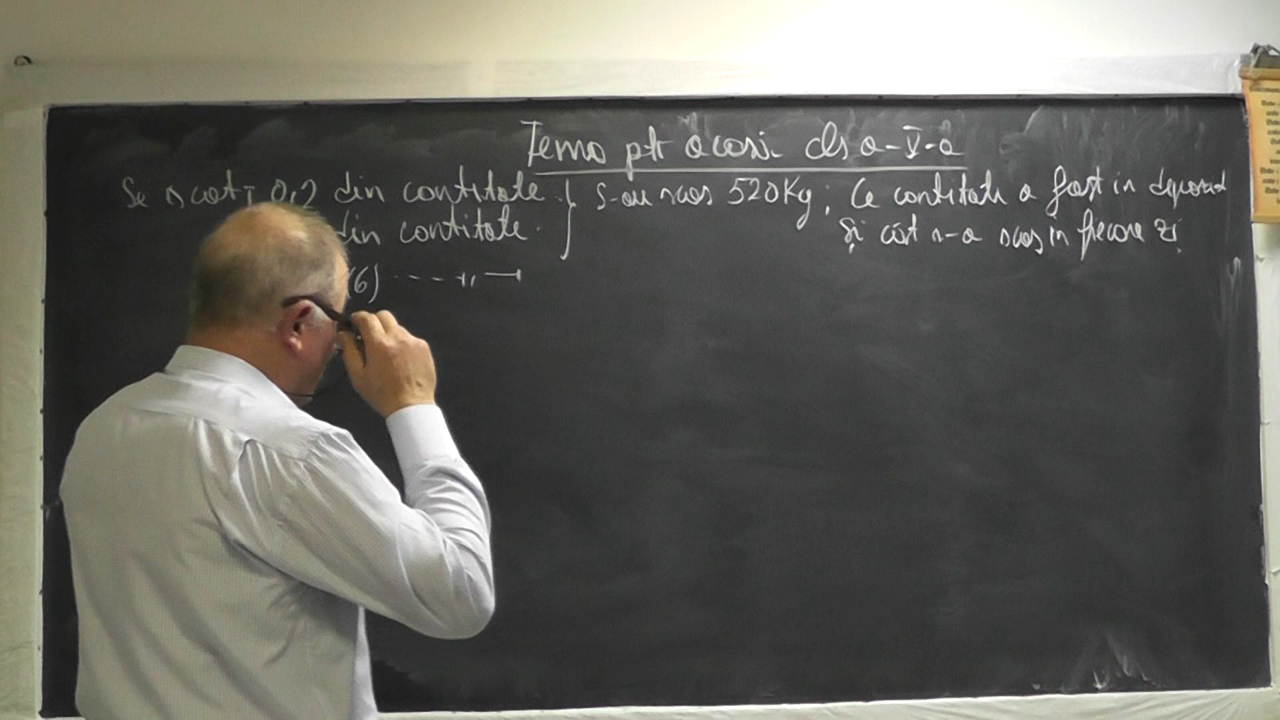 Tema ptr acasă cls a-V-a
Se scot: 0,2 din cantitate } S-au scos 520Kg; Ce cantitate a fost în depozit
din cantitate. și cât s-a scos în fiecare zi
(6) ---- " —